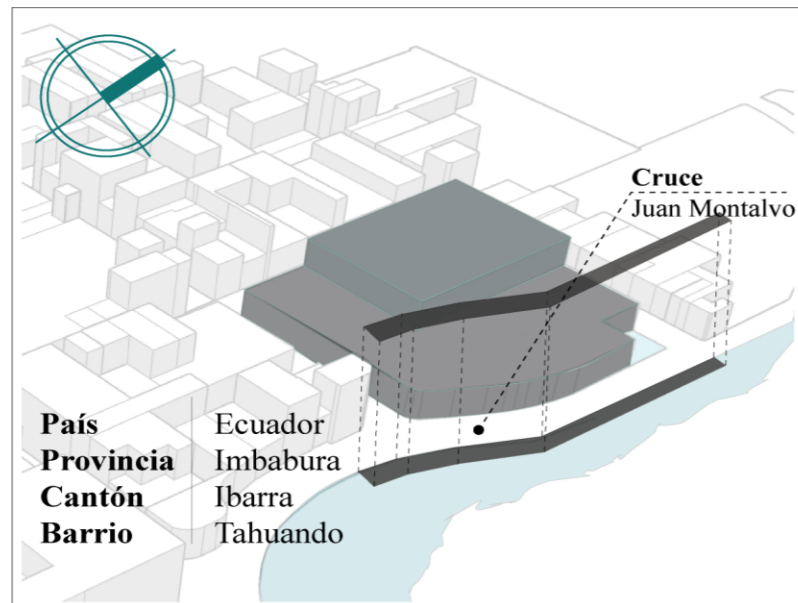 Cruce
Juan Montalvo
País Ecuador
Provincia Imbabura
Cantón Ibarra
Barrio Tahuando